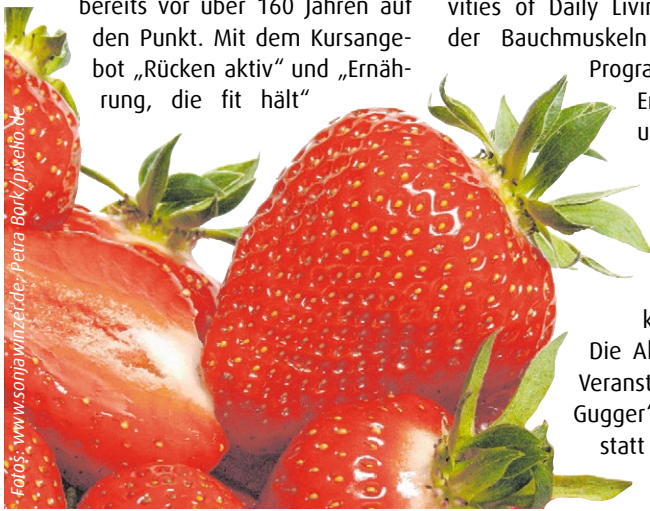 bereits vor über 160 Jahren auf
den Punkt. Mit dem Kursange-
bot „Rücken aktiv“ und „Ernäh-
rung, die fit hält“
vities of Daily Livin
der Bauchmuskeln
Progra
Er
u
k
Die Al
Veranst
Gugger“
statt
Fotos: www.sonjawinzer.de; Petra Bork/pixelio.de